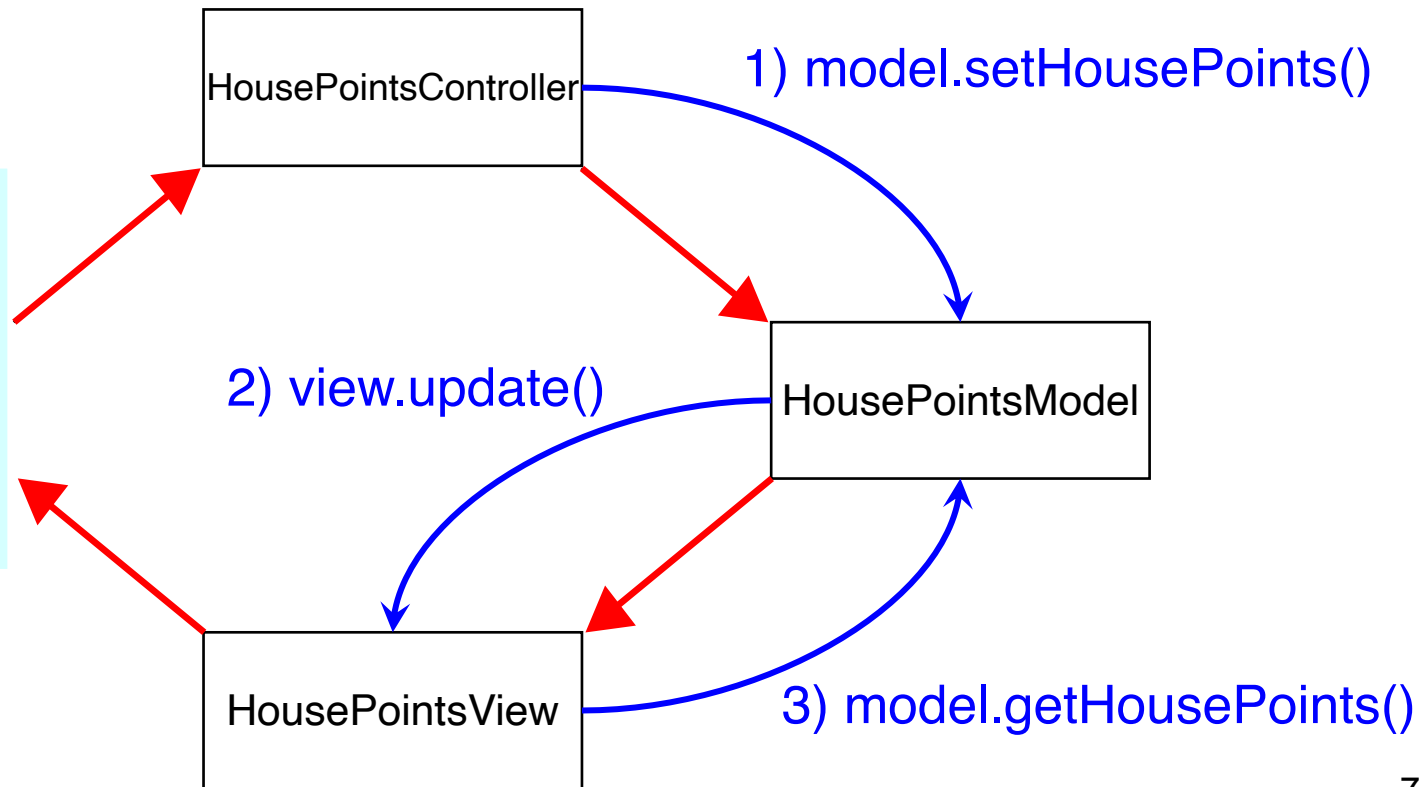 HousePointsController
1) model.setHousePoints()
2) view.update()
HousePointsModel
HousePointsView
3) model.getHousePoints()